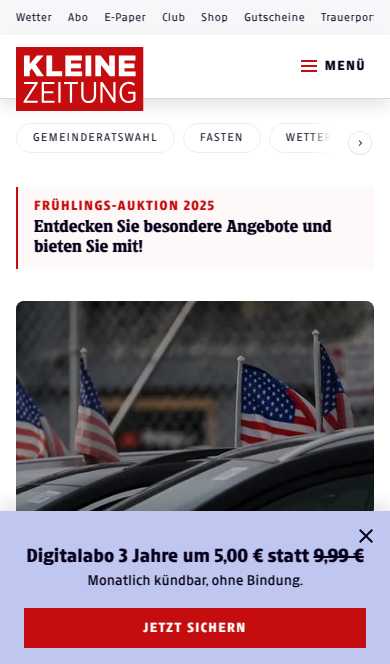 Wetter Abo E-Paper Club Shop Gutscheine Trauerpor
KLEINE
ZEITUNG
MENÜ
GEMEINDERATSWAHL FASTEN WETTER
FRÜHLINGS-AUKTION 2025
Entdecken Sie besondere Angebote und
bieten Sie mit!
Digitalabo 3 Jahre um 5,00 € statt 9,99 €
Monatlich kündbar, ohne Bindung.
JETZT SICHERN